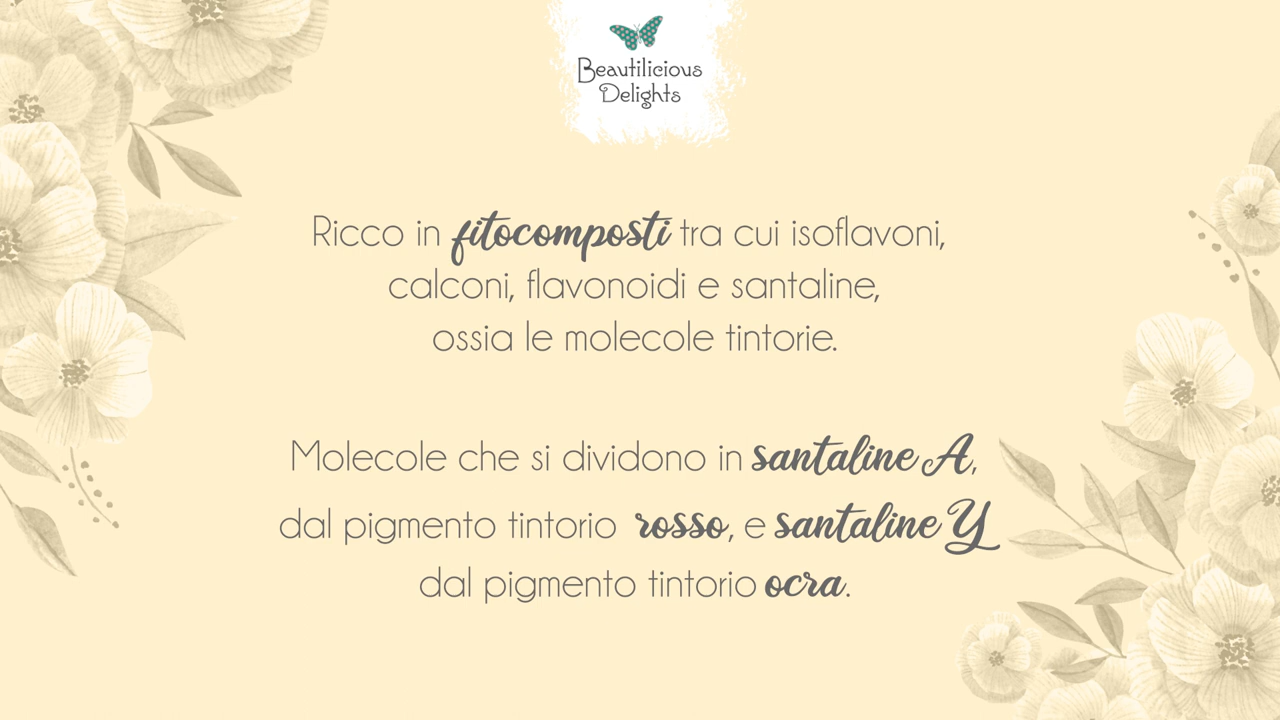 Beautilicious
Delights
Ricco in fitocomposti tra cui isoflavoni,
calconi, flavonoidi e santaline,
ossia le molecole tintorie.
Molecole che si dividono in santaline A,
dal pigmento tintorio rosso, e santaline Y
dal pigmento tintorio ocra.